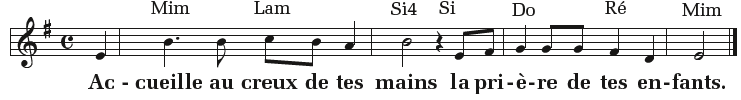 Mim Lam Si4 Si Do Ré Mim
Ac - cueille au creux de tes mains la pri - è - re de tes en - fants.